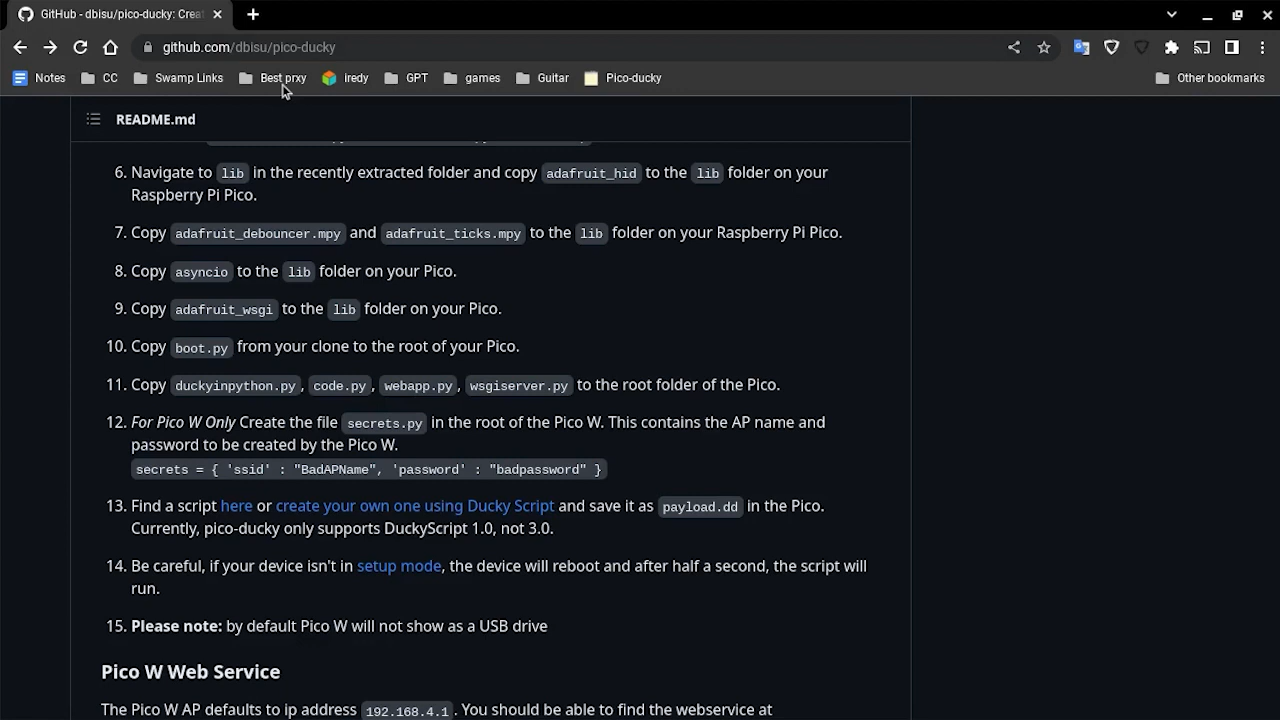 GitHub - dbisu/pico-ducky: Crea
github.com/dbisu/pico-ducky
Notes CC Swamp Links Best prxy iredy GPT games Guitar Pico-ducky Other bookmarks
README.md
6. Navigate to lib in the recently extracted folder and copy adafruit_hid to the lib folder on your
Raspberry Pi Pico.
7. Copy adafruit_debouncer.mpy and adafruit_ticks.mpy to the lib folder on your Raspberry Pi Pico.
8. Copy asyncio to the lib folder on your Pico.
9. Copy adafruit_wsgi to the lib folder on your Pico.
10. Copy boot.py from your clone to the root of your Pico.
11. Copy duckyinpython.py, code.py, webapp.py, wsgiserver.py to the root folder of the Pico.
12. For Pico W Only Create the file secrets.py in the root of the Pico W. This contains the AP name and
password to be created by the Pico W.
secrets = { 'ssid' : "BadAPName", 'password' : "badpassword" }
13. Find a script here or create your own one using Ducky Script and save it as payload.dd in the Pico.
Currently, pico-ducky only supports DuckyScript 1.0, not 3.0.
14. Be careful, if your device isn't in setup mode, the device will reboot and after half a second, the script will
run.
15. Please note: by default Pico W will not show as a USB drive
Pico W Web Service
The Pico W AP defaults to ip address 192.168.4.1. You should be able to find the webservice at